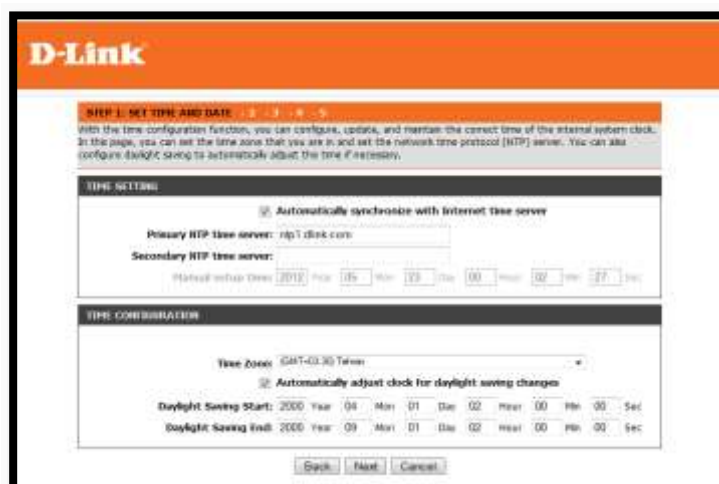 D-Link
STEP 1: SET TIME AND DATE - 2 - 3 - 4 - 5
With the time configuration function, you can configure, update, and maintain the correct time of the internal system clock.
In this page, you can set the time zone that you are in and set the network time protocol (NTP) server. You can also
configure daylight saving to automatically adjust the time if necessary.
TIME SETTING
Automatically synchronize with Internet time server
Primary NTP time server: ntp1.dlink.com
Secondary NTP time server:
Manual setup time: 2012 Year 05 Mon 23 Day 00 Hour 02 Min 27 Sec
TIME CONFIGURATION
Time Zone: (GMT+03:30) Tehran
Automatically adjust clock for daylight saving changes
Daylight Saving Start: 2000 Year 04 Mon 01 Day 02 Hour 00 Min 00 Sec
Daylight Saving End: 2000 Year 09 Mon 01 Day 02 Hour 00 Min 00 Sec
Back Next Cancel